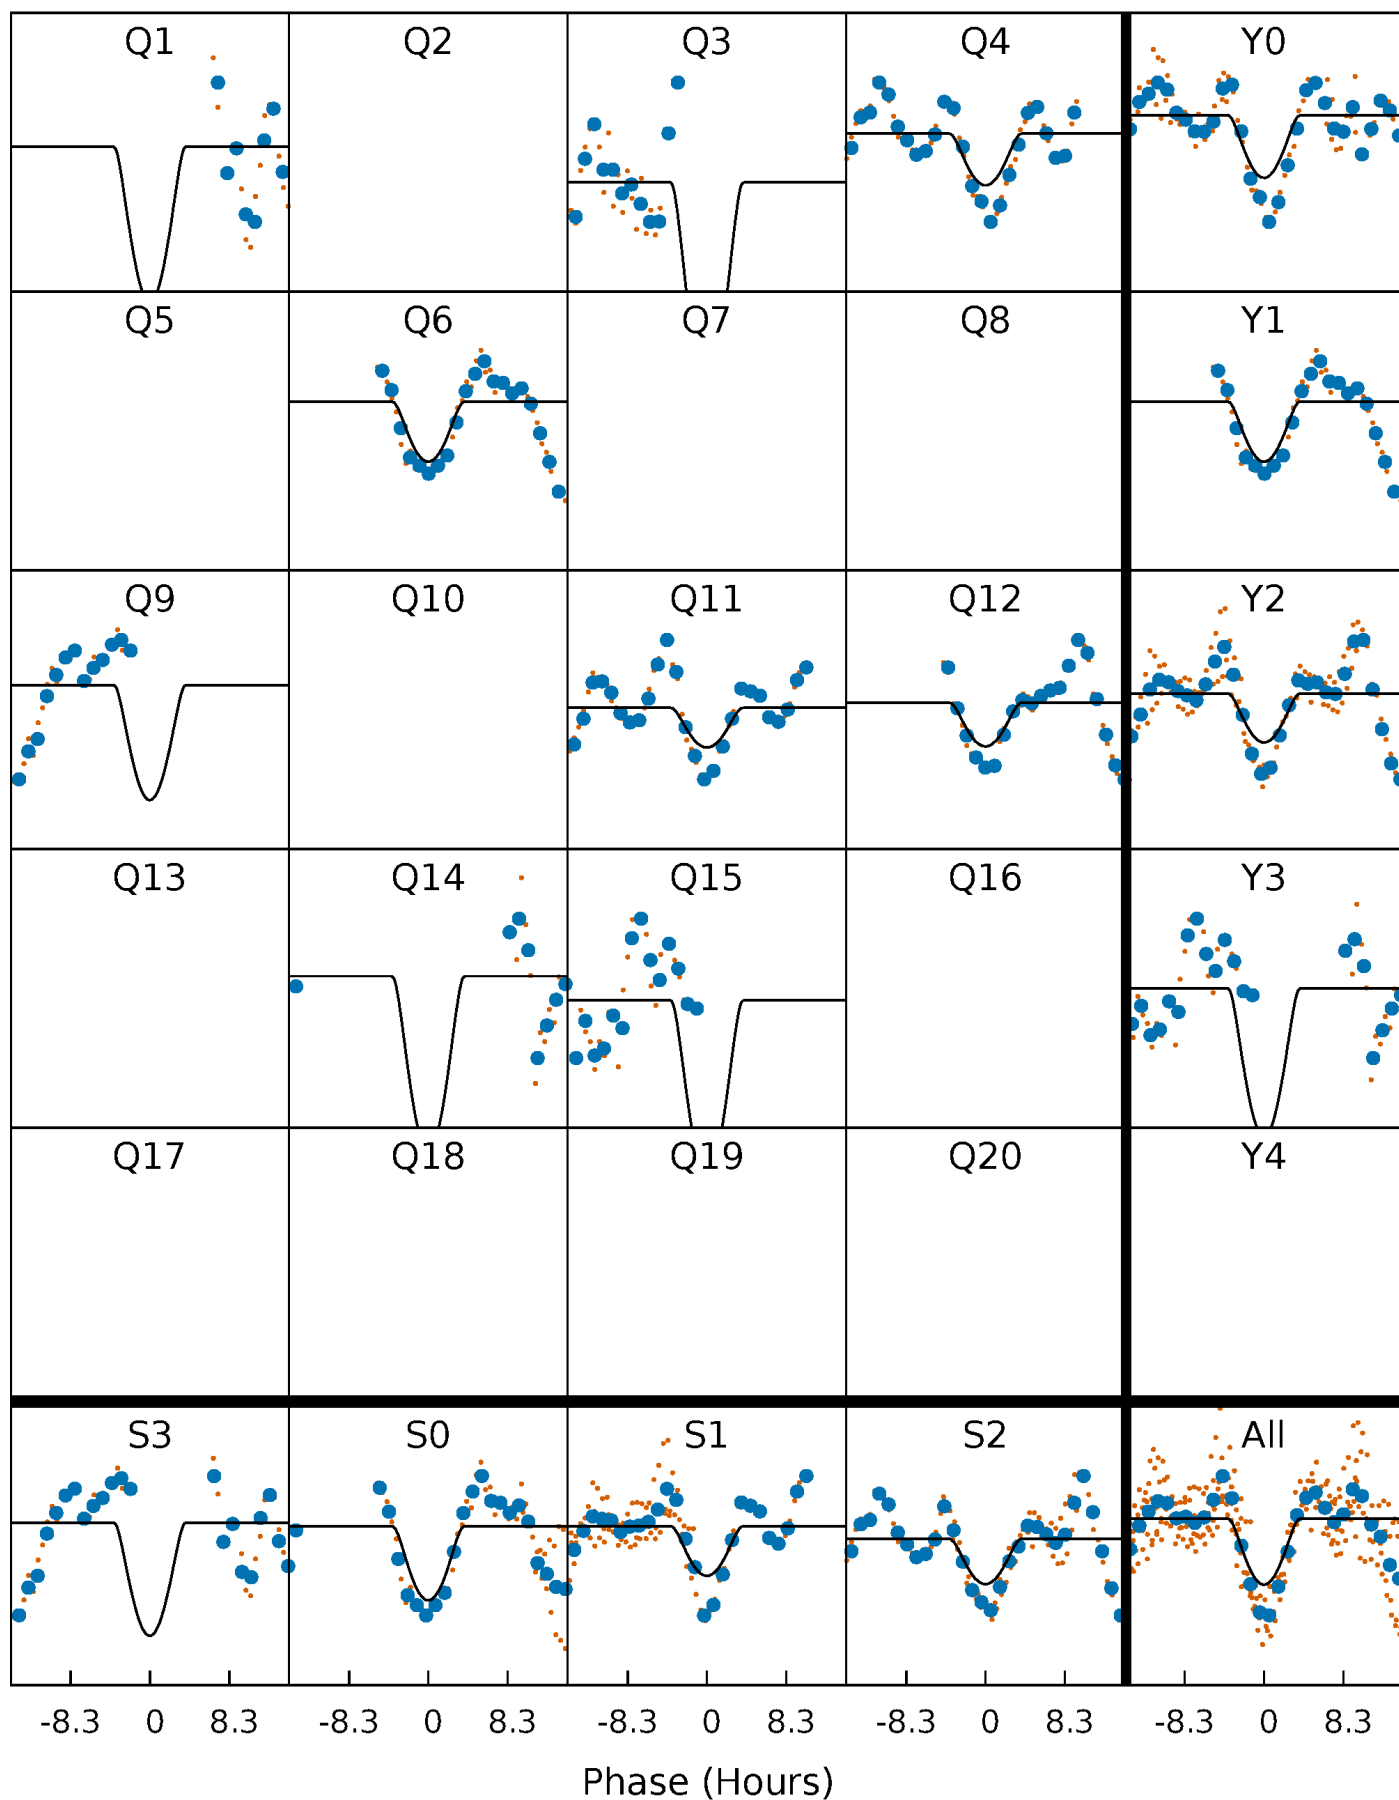 Q1 Q2 Q3 Q4 Y0
Q5 Q6 Q7 Q8 Y1
Q9 Q10 Q11 Q12 Y2
Q13 Q14 Q15 Q16 Y3
Q17 Q18 Q19 Q20 Y4
S3 S0 S1 S2 All
-8.3 0 8.3 -8.3 0 8.3 -8.3 0 8.3 -8.3 0 8.3 -8.3 0 8.3
Phase (Hours)